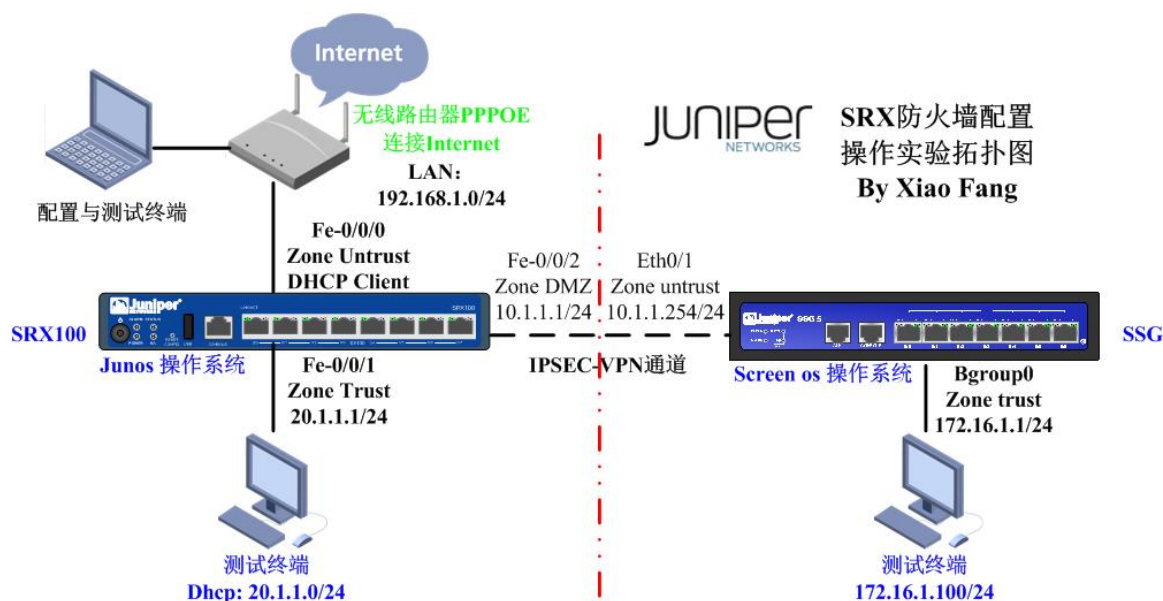 Internet
无线路由器PPPOE
连接Internet
LAN：
192.168.1.0/24
配置与测试终端
JUNIPER
NETWORKS
SRX防火墙配置
操作实验拓扑图
By Xiao Fang
Fe-0/0/0
Zone Untrust
DHCP Client
Fe-0/0/2
Zone DMZ
10.1.1.1/24
Eth0/1
Zone untrust
10.1.1.254/24
SRX100
Juniper
NETWORKS
SRX100
Junos 操作系统
Fe-0/0/1
Zone Trust
20.1.1.1/24
IPSEC-VPN通道
Juniper
SSG 5
SSG
Screen os 操作系统
Bgroup0
Zone trust
172.16.1.1/24
测试终端
Dhcp: 20.1.1.0/24
测试终端
172.16.1.100/24